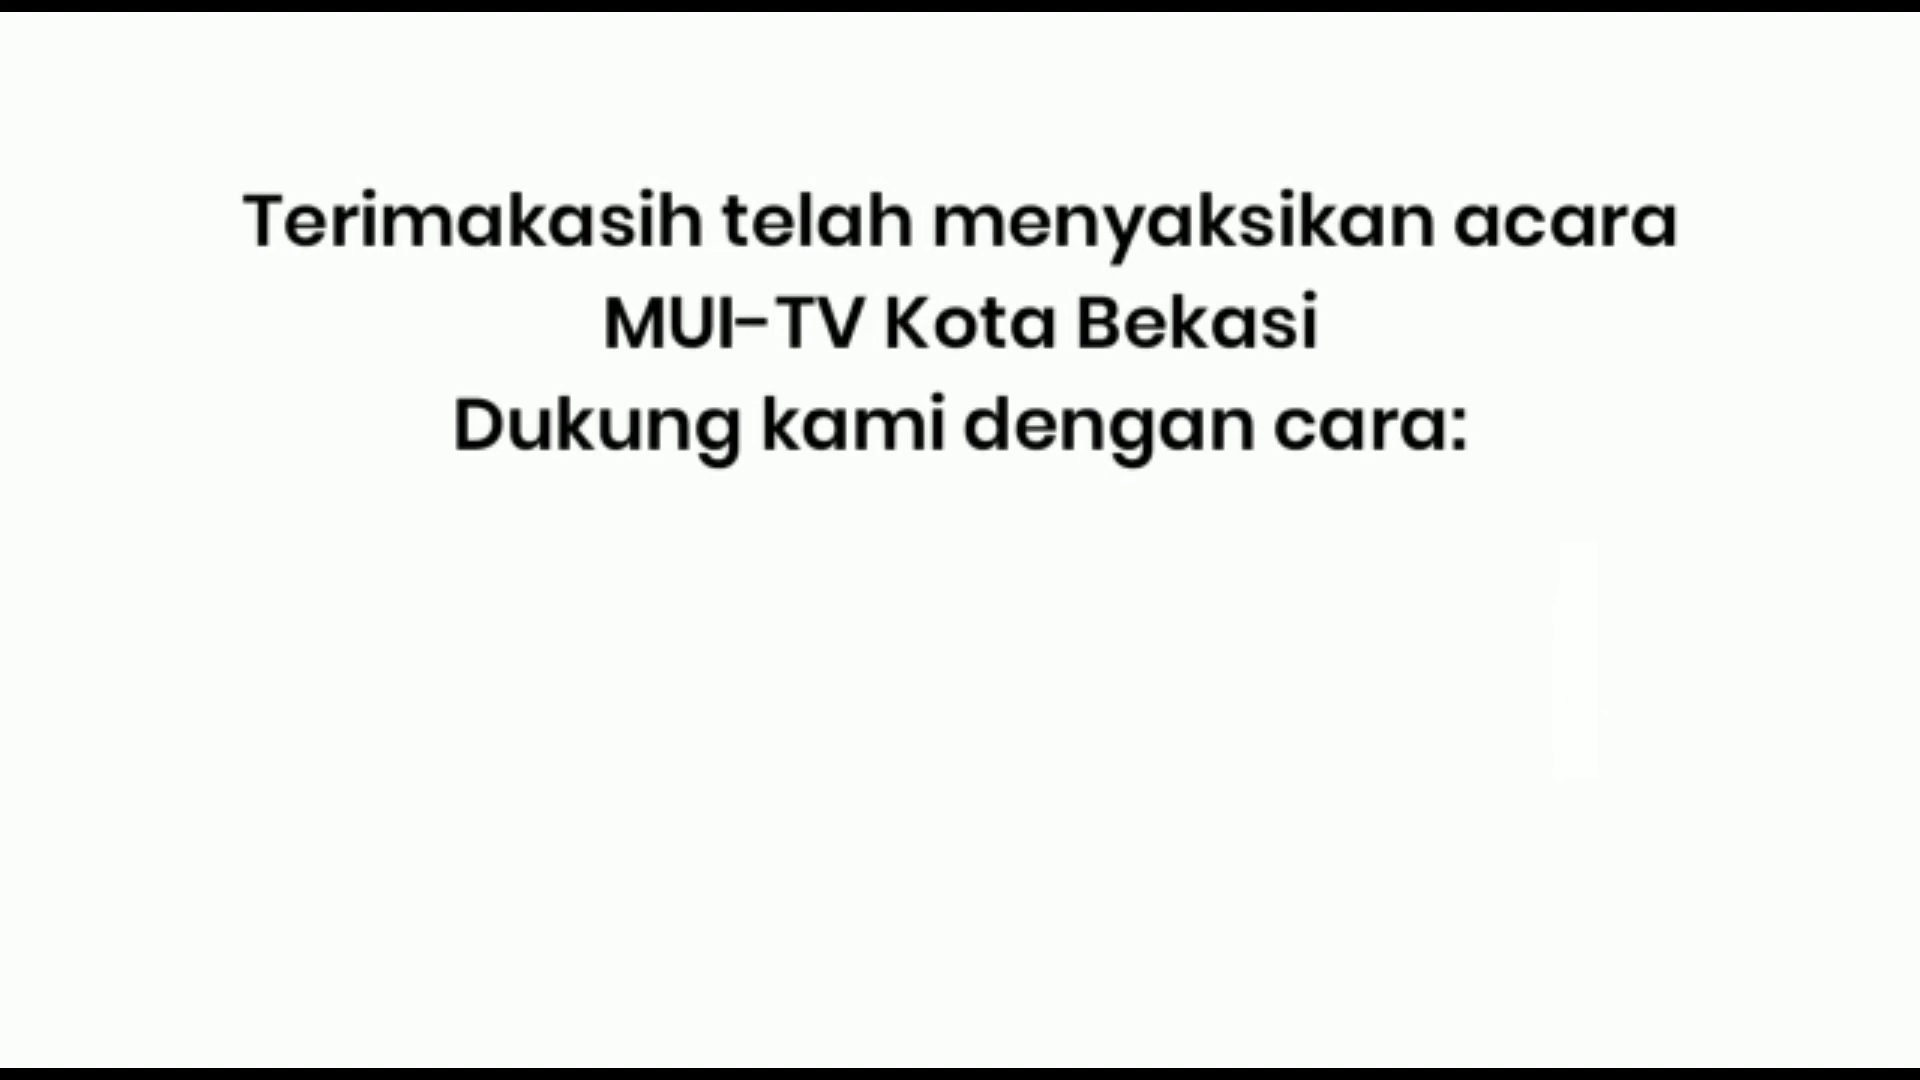 Terimakasih telah menyaksikan acara
MUI-TV Kota Bekasi
Dukung kami dengan cara: